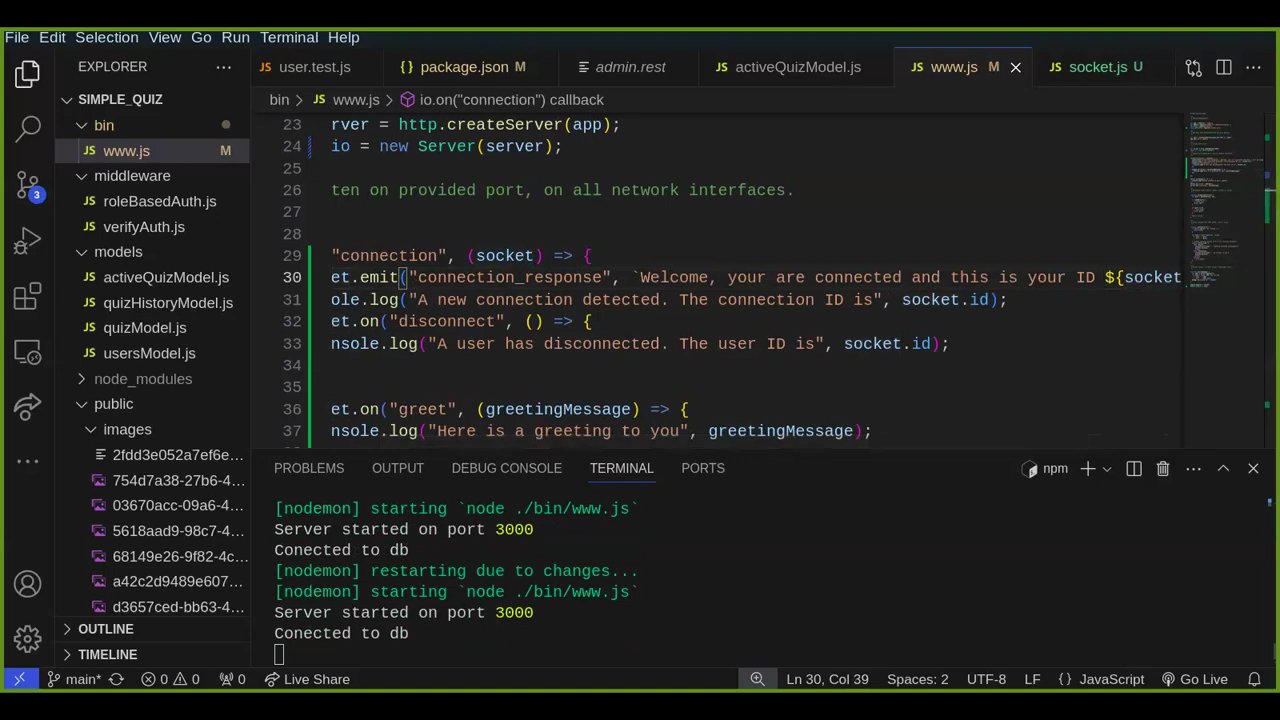 File Edit Selection View Go Run Terminal Help
EXPLORER
user.test.js
package.json M
admin.rest
activeQuizModel.js
www.js M
socket.js U
SIMPLE_QUIZ
bin
www.js M
middleware
roleBasedAuth.js
verifyAuth.js
models
activeQuizModel.js
quizHistoryModel.js
quizModel.js
usersModel.js
node_modules
public
images
2fdd3e052a7ef6e...
754d7a38-27b6-4...
03670acc-09a6-4...
5618aad9-98c7-4...
68149e26-9f82-4c...
a42c2d9489e607...
d3657ced-bb63-4...
OUTLINE
TIMELINE
3
bin > JS www.js > io.on("connection") callback
23 rver = http.createServer(app);
24 io = new Server(server);
25
26 ten on provided port, on all network interfaces.
27
28
29 "connection", (socket) => {
30 et.emit("connection_response", `Welcome, your are connected and this is your ID ${socket
31 ole.log("A new connection detected. The connection ID is", socket.id);
32 et.on("disconnect", () => {
33 nsole.log("A user has disconnected. The user ID is", socket.id);
34
35
36 et.on("greet", (greetingMessage) => {
37 nsole.log("Here is a greeting to you", greetingMessage);
PROBLEMS OUTPUT DEBUG CONSOLE TERMINAL PORTS
npm
[nodemon] starting `node ./bin/www.js`
Server started on port 3000
Conected to db
[nodemon] restarting due to changes...
[nodemon] starting `node ./bin/www.js`
Server started on port 3000
Conected to db
main* 0 0 0 Live Share Ln 30, Col 39 Spaces: 2 UTF-8 LF {} JavaScript Go Live